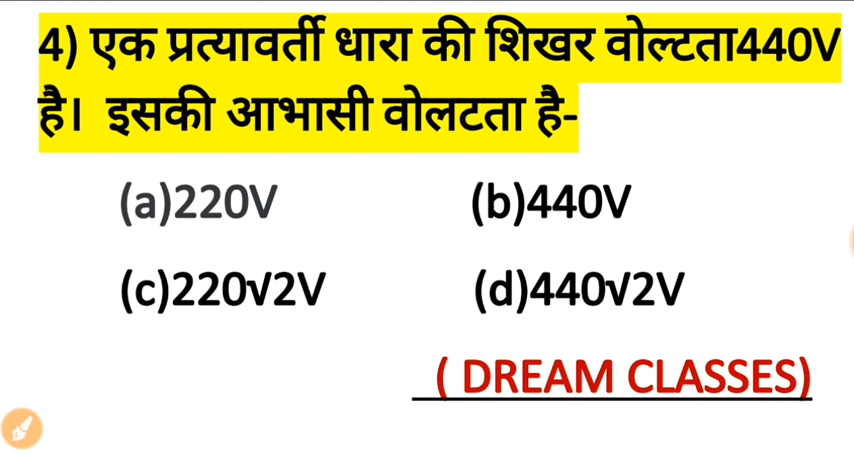 4) एक प्रत्यावर्ती धारा की शिखर वोल्टता440V
है। इसकी आभासी वोलटता है-
(a)220V (b)440V
(c)220√2V (d)440√2V
( DREAM CLASSES)